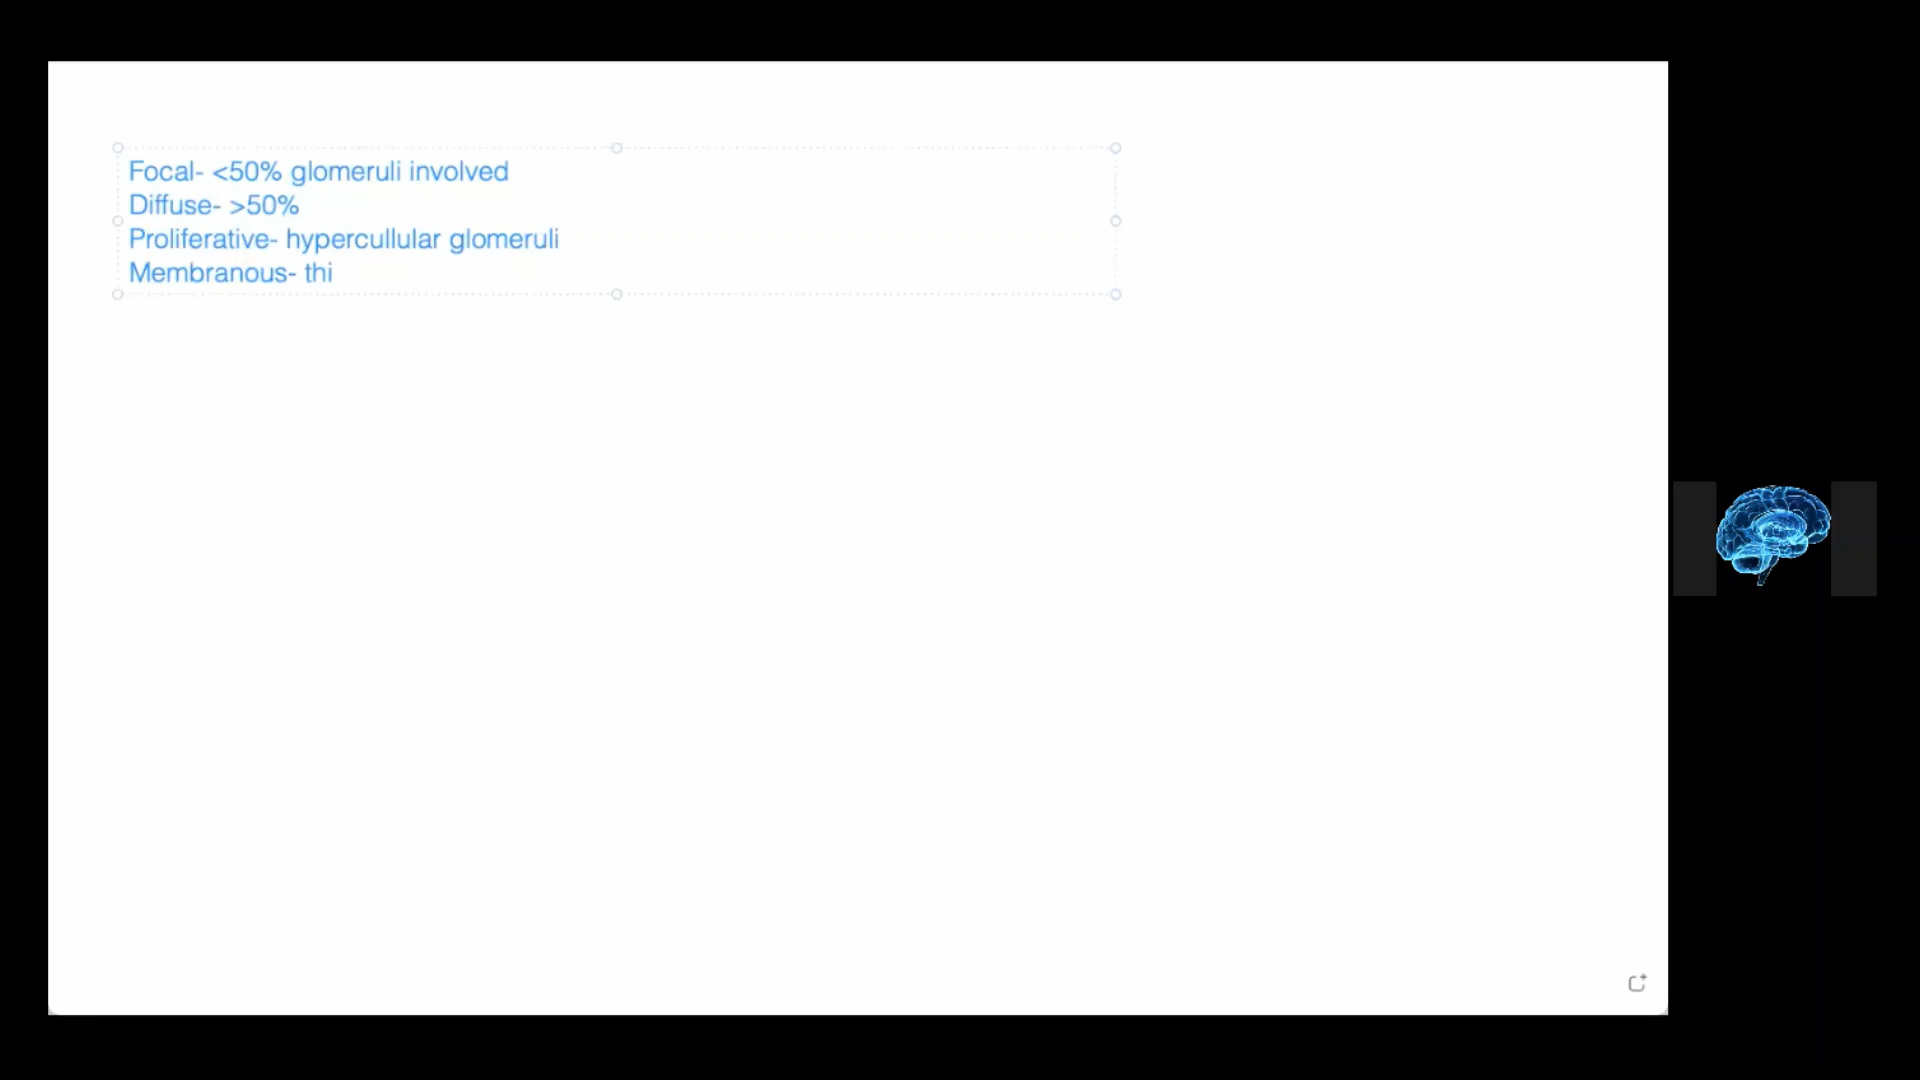 Focal- <50% glomeruli involved
Diffuse- >50%
Proliferative- hypercullular glomeruli
Membranous- thi